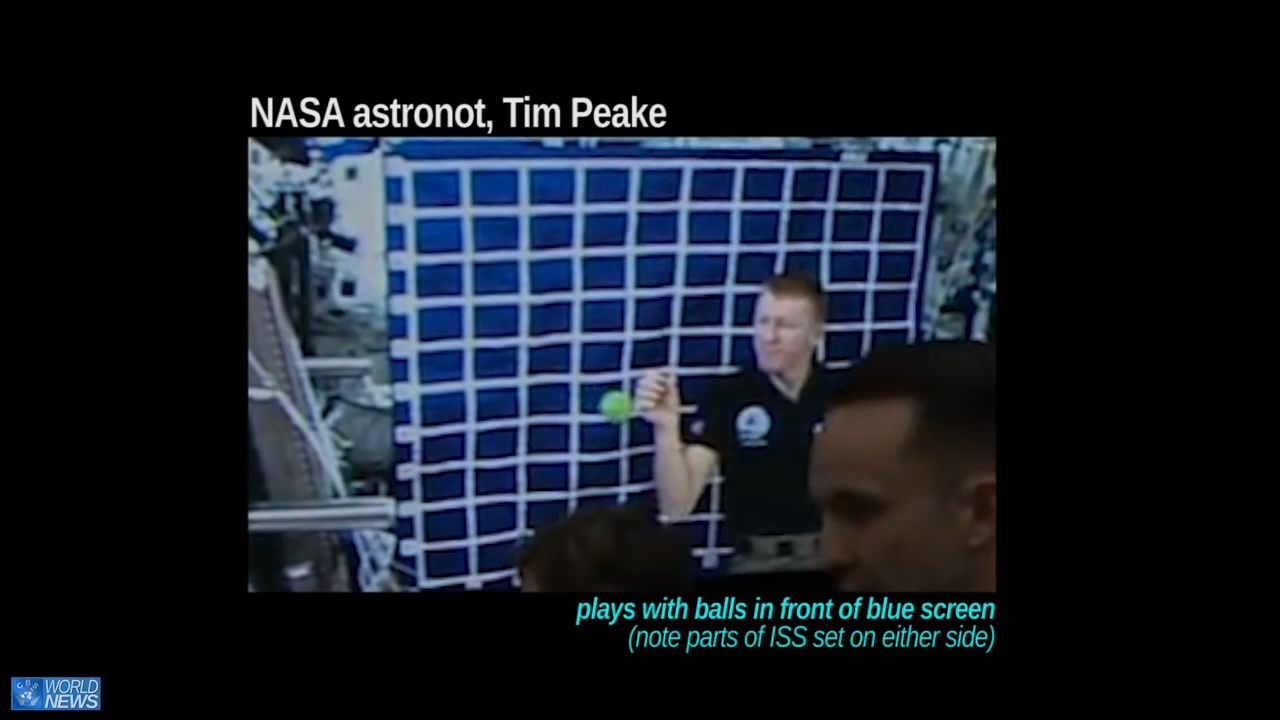 NASA astronot, Tim Peake
plays with balls in front of blue screen
(note parts of ISS set on either side)
CBS
WORLD
NEWS